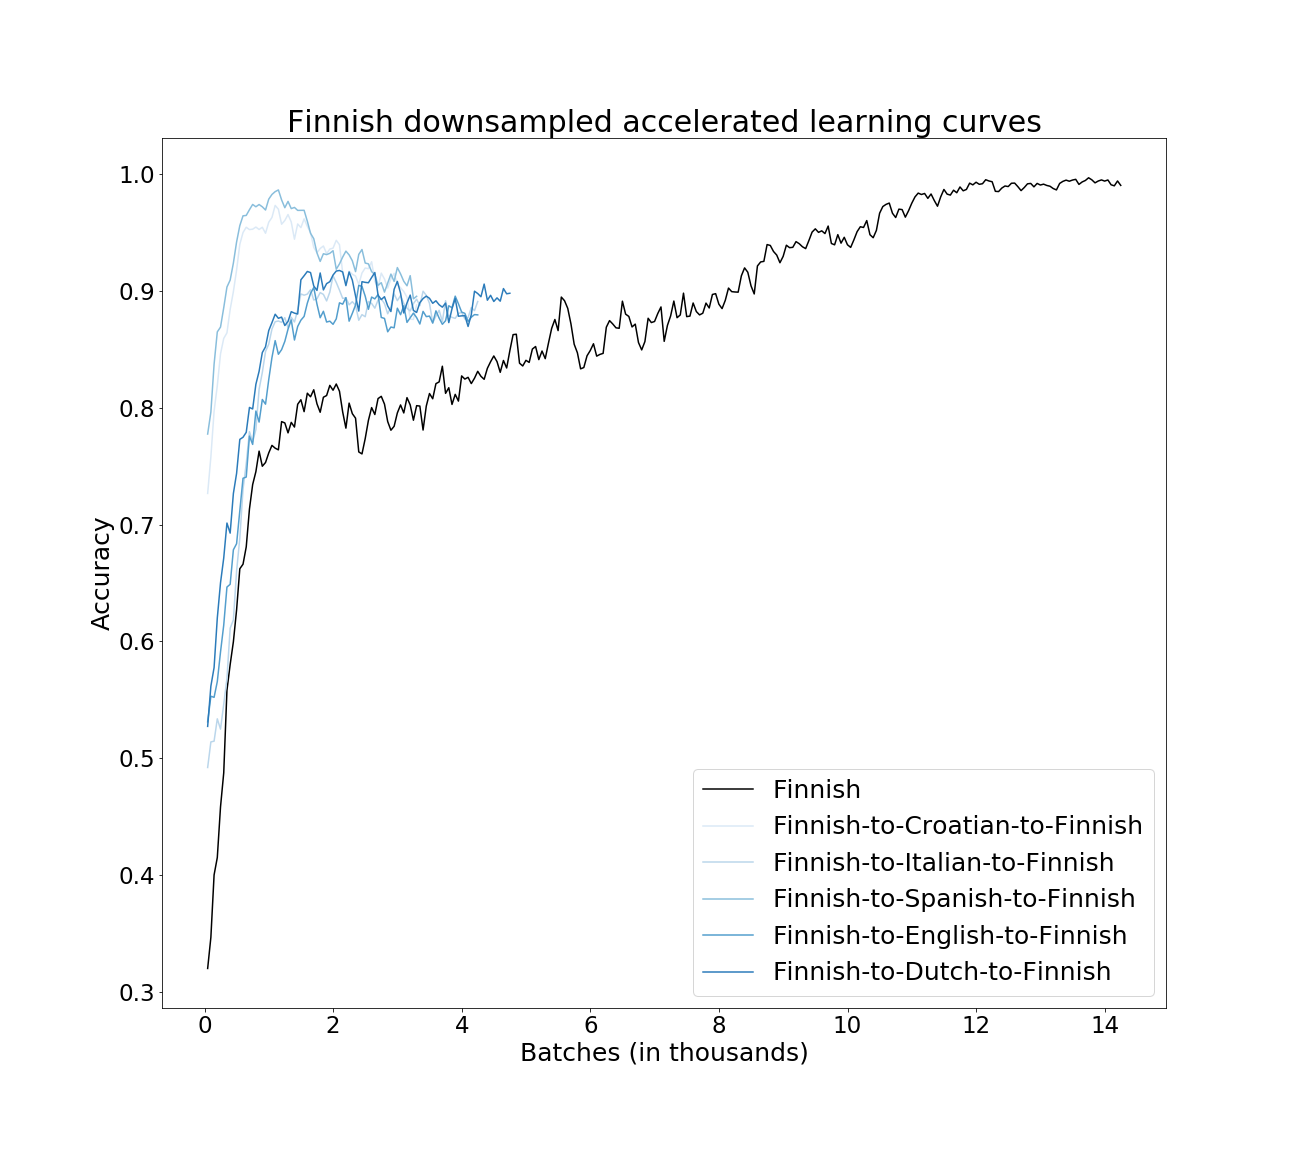 Finnish downsampled accelerated learning curves
1.0
0.9
0.8
0.7
0.6
0.5
0.4
0.3
Accuracy
0 2 4 6 8 10 12 14
Batches (in thousands)
Finnish
Finnish-to-Croatian-to-Finnish
Finnish-to-Italian-to-Finnish
Finnish-to-Spanish-to-Finnish
Finnish-to-English-to-Finnish
Finnish-to-Dutch-to-Finnish